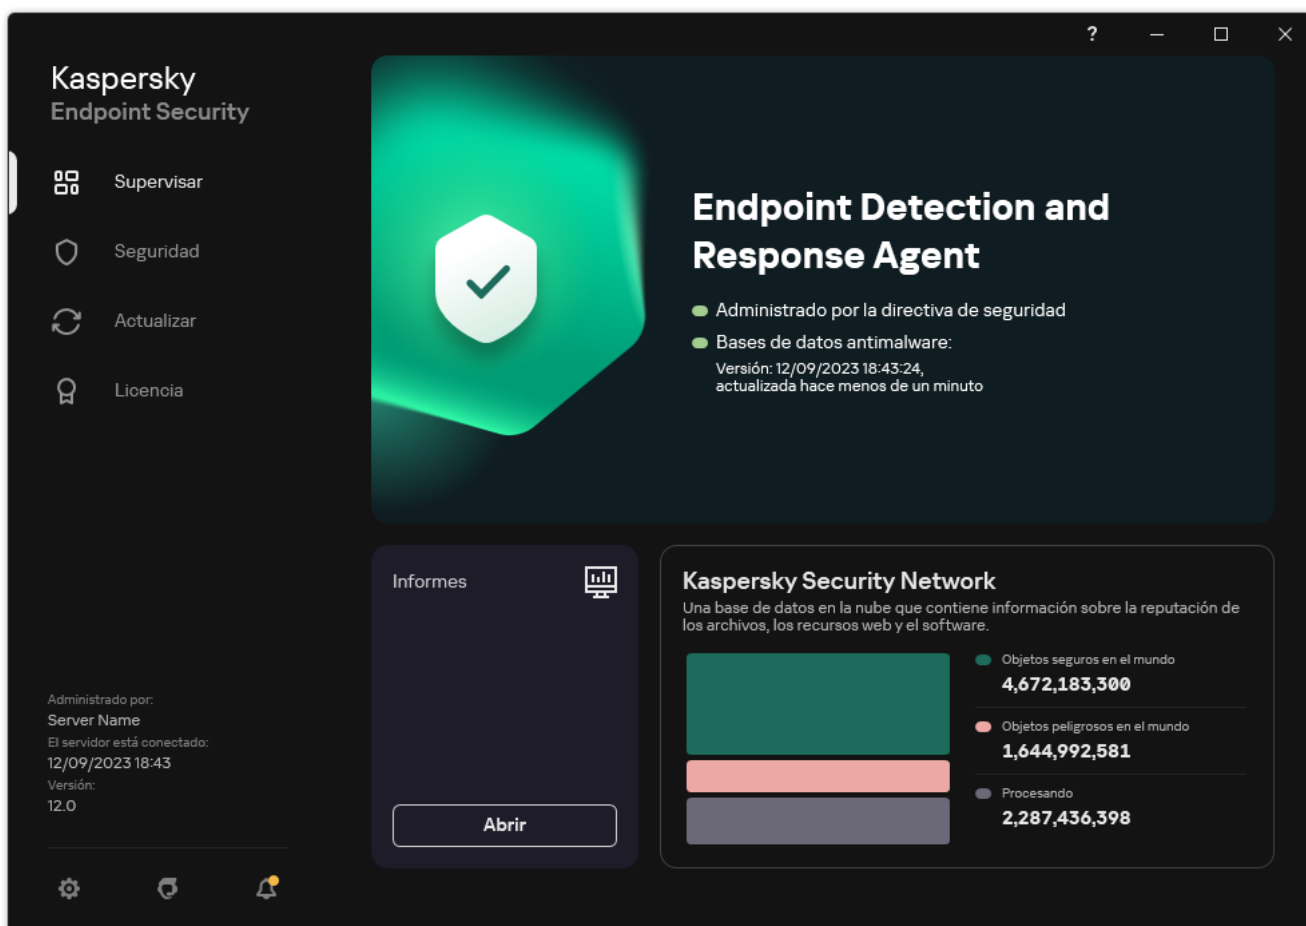 ?
Kaspersky
Endpoint Security
Supervisar
Seguridad
Actualizar
Licencia
Administrado por:
Server Name
El servidor está conectado:
12/09/2023 18:43
Versión:
12.0
Endpoint Detection and
Response Agent
Administrado por la directiva de seguridad
Bases de datos antimalware:
Versión: 12/09/2023 18:43:24,
actualizada hace menos de un minuto
Informes
Abrir
Kaspersky Security Network
Una base de datos en la nube que contiene información sobre la reputación de
los archivos, los recursos web y el software.
Objetos seguros en el mundo
4,672,183,300
Objetos peligrosos en el mundo
1,644,992,581
Procesando
2,287,436,398